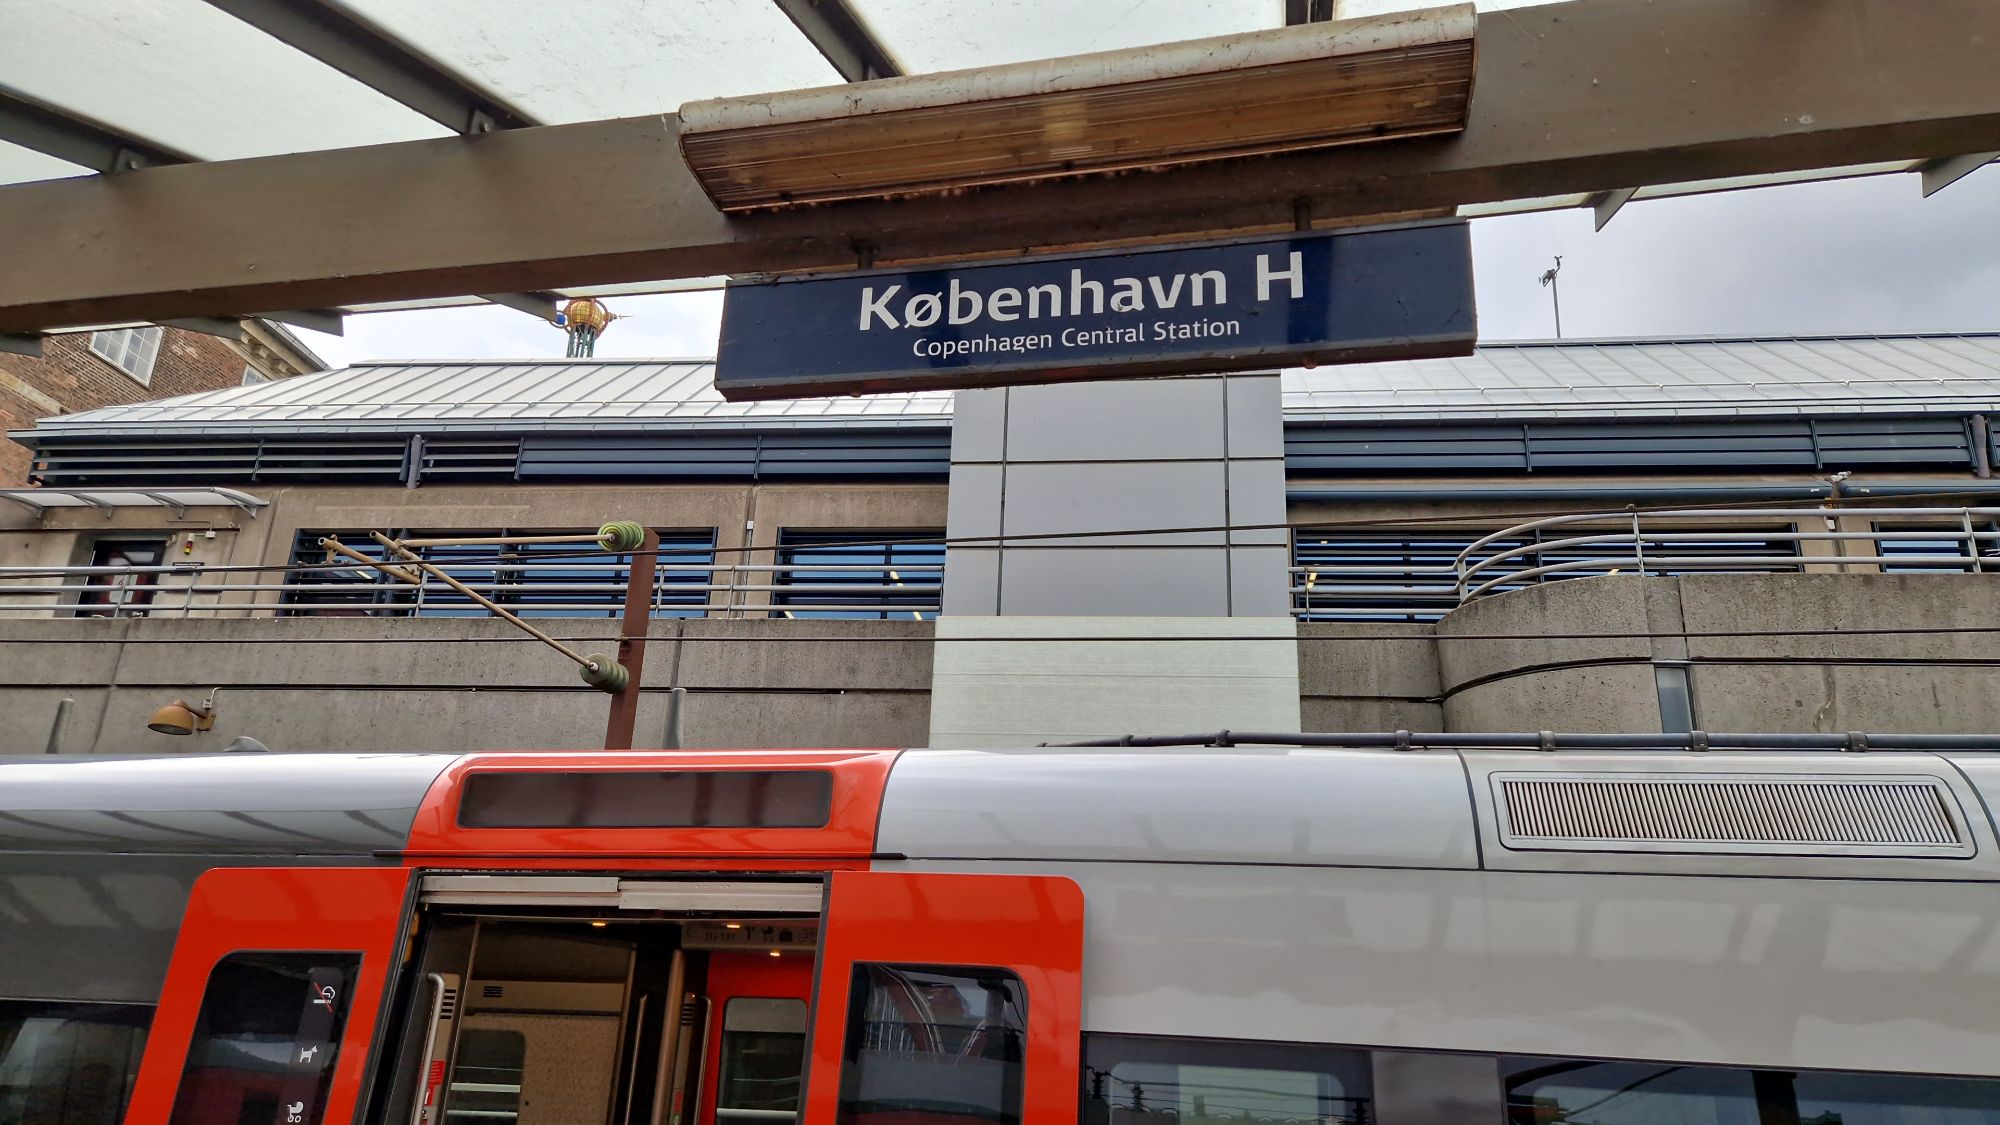 København H
Copenhagen Central Station